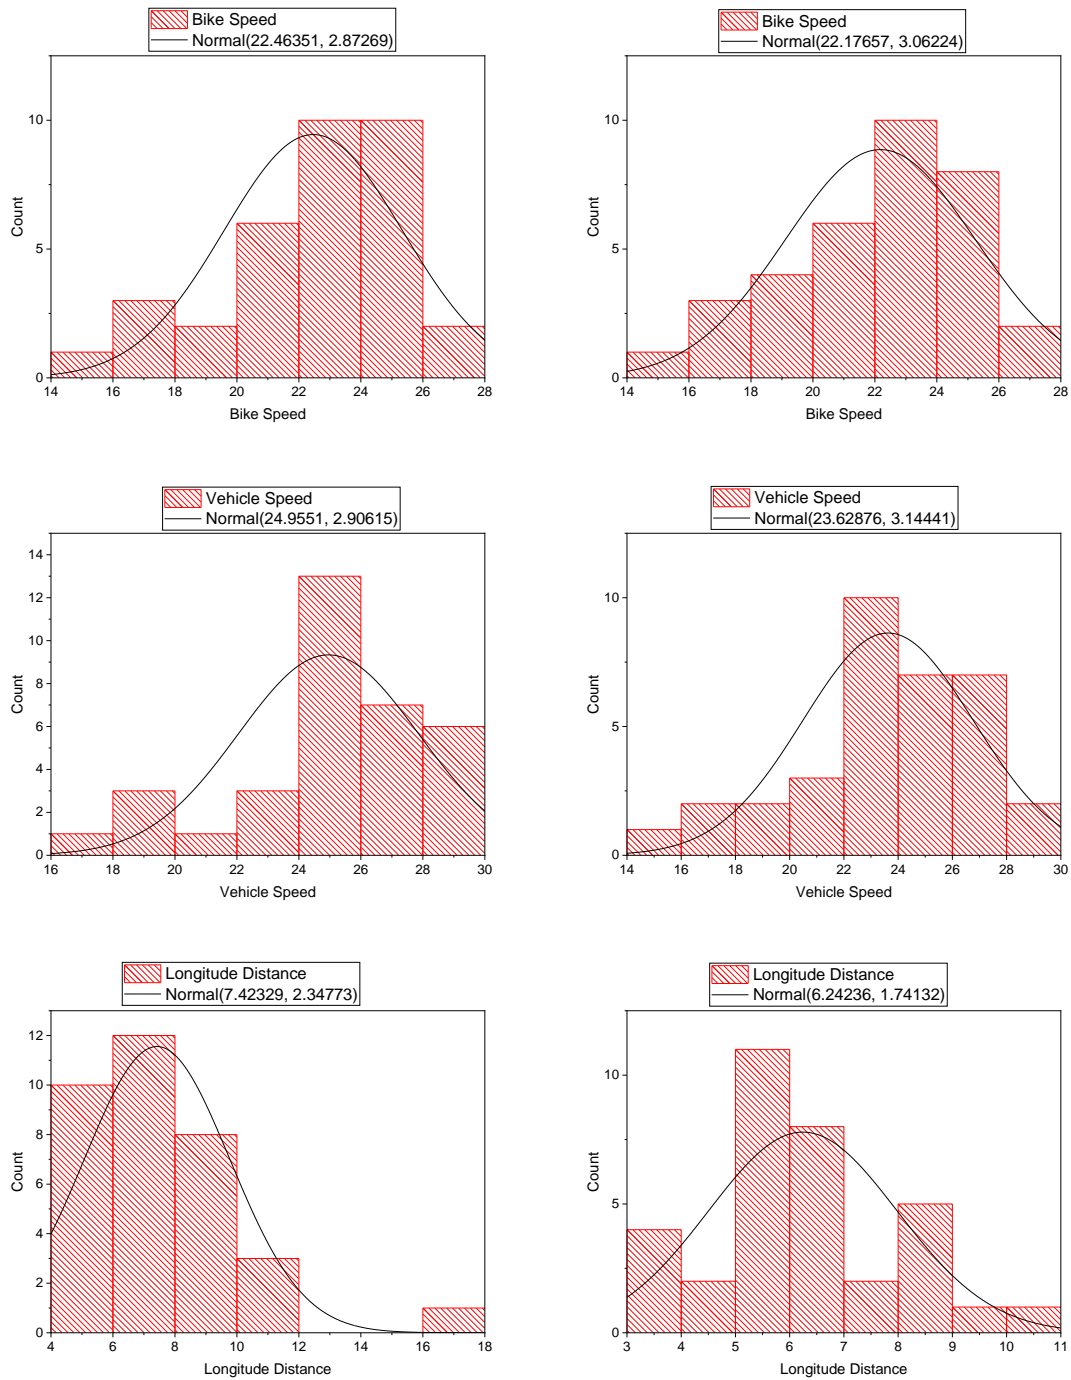 Bike Speed
Normal(22.46351, 2.87269)
10
5
0
Count
14 16 18 20 22 24 26 28
Bike Speed
Bike Speed
Normal(22.17657, 3.06224)
10
5
0
Count
14 16 18 20 22 24 26 28
Bike Speed
Vehicle Speed
Normal(24.9551, 2.90615)
14
12
10
8
6
4
2
0
Count
16 18 20 22 24 26 28 30
Vehicle Speed
Vehicle Speed
Normal(23.62876, 3.14441)
10
5
0
Count
14 16 18 20 22 24 26 28 30
Vehicle Speed
Longitude Distance
Normal(7.42329, 2.34773)
12
10
8
6
4
2
0
Count
4 6 8 10 12 14 16 18
Longitude Distance
Longitude Distance
Normal(6.24236, 1.74132)
10
5
0
Count
3 4 5 6 7 8 9 10 11
Longitude Distance